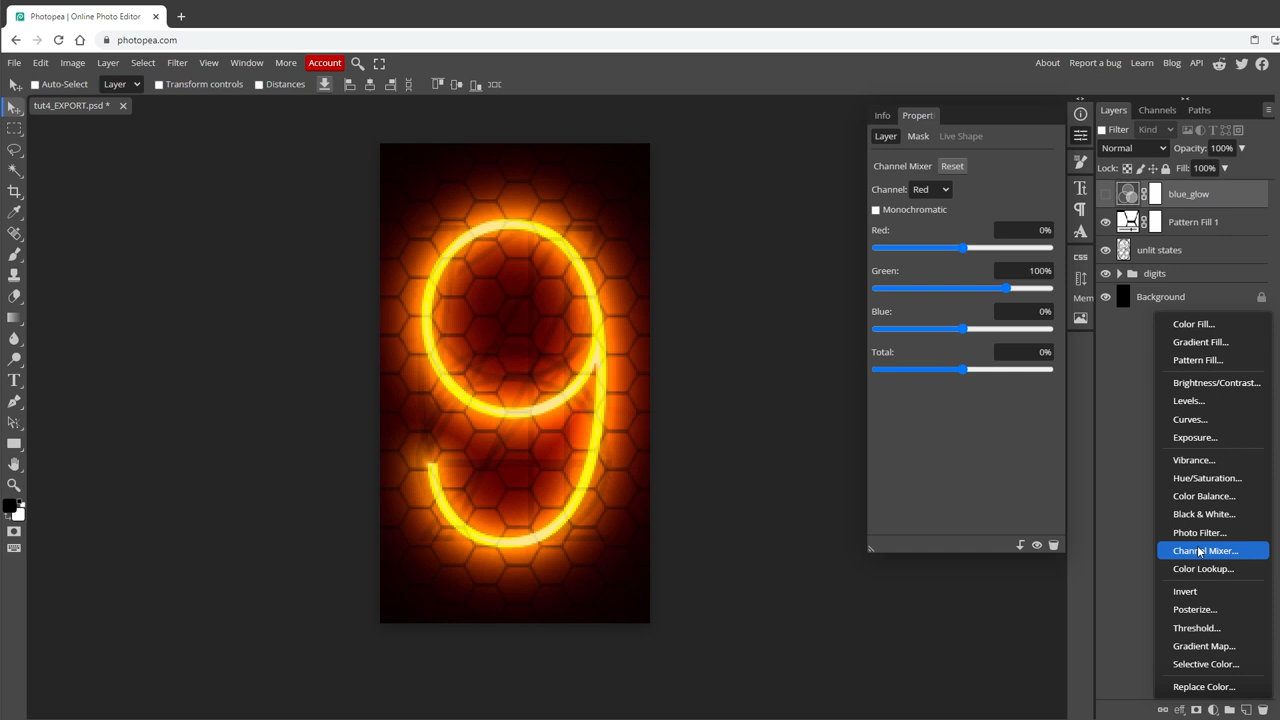 Photopea | Online Photo Editor
photopea.com
File Edit Image Layer Select Filter View Window More Account
About Report a bug Learn Blog API
Auto-Select Layer Transform controls Distances
tut4_EXPORT.psd *
Info Propert
Layer Mask Live Shape
Channel Mixer Reset
Channel: Red
Monochromatic
Red: 0%
Green: 100%
Blue: 0%
Total: 0%
css
Mem
Layers Channels Paths
Filter Kind
Normal Opacity: 100%
Lock: Fill: 100%
blue_glow
Pattern Fill 1
unlit states
digits
Background
Color Fill...
Gradient Fill...
Pattern Fill...
Brightness/Contrast...
Levels...
Curves...
Exposure...
Vibrance...
Hue/Saturation...
Color Balance...
Black & White...
Photo Filter...
Channel Mixer...
Color Lookup...
Invert
Posterize...
Threshold...
Gradient Map...
Selective Color...
Replace Color...
9
eff